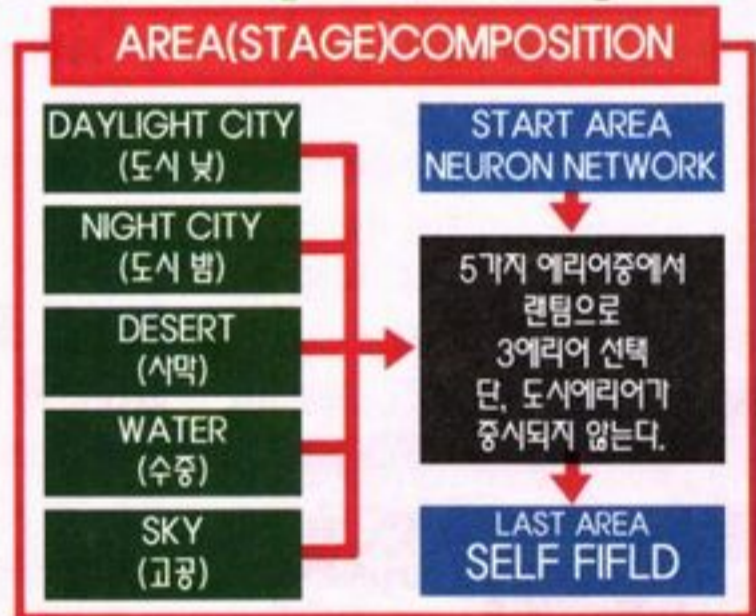 AREA(STAGE)COMPOSITION
DAYLIGHT CITY
(도시 낮)
NIGHT CITY
(도시 밤)
DESERT
(사막)
WATER
(수중)
SKY
(고공)
START AREA
NEURON NETWORK
5가지 에리어중에서
랜팀으로
3에리어 선택
단, 도시에리어가
중시되지 않는다.
LAST AREA
SELF FIFLD